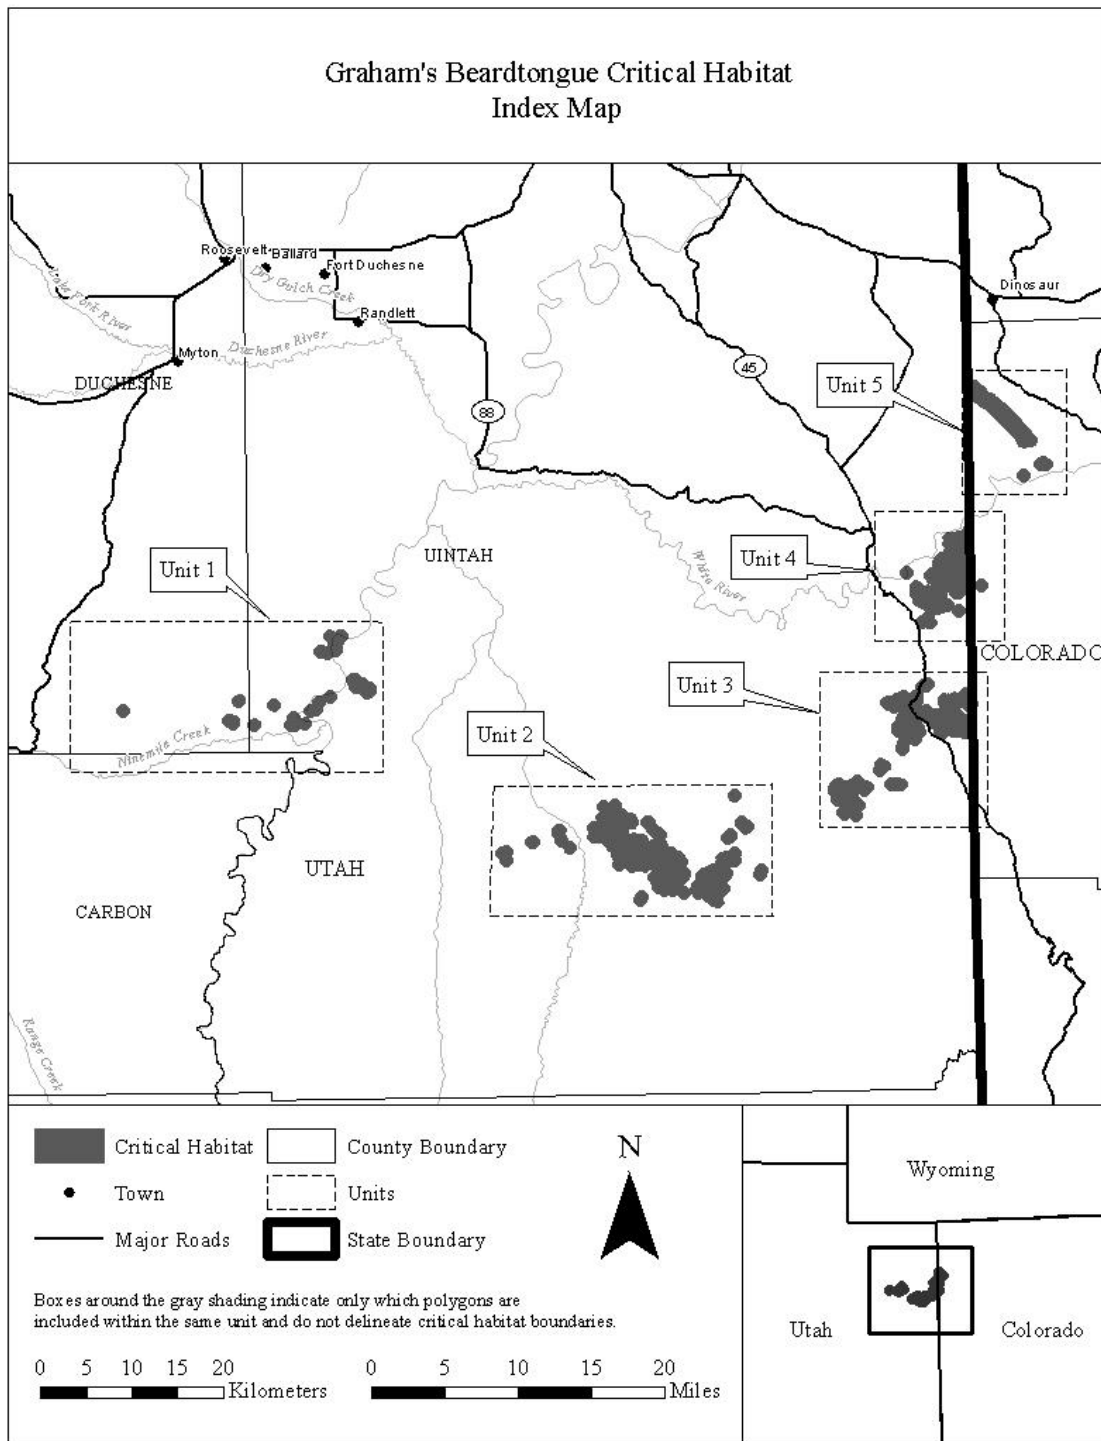 Graham's Beardtongue Critical Habitat
Index Map
Roosevelt
Ballard
Fort Duchesne
Dry Gulch Creek
Lake Fork River
Randlett
Duchesne River
Myton
DUCHESNE
Dinosaur
45
88
Unit 5
Unit 4
Unit 1
UINTAH
White River
COLORADO
Unit 3
Unit 2
Ninemile Creek
UTAH
CARBON
Range Creek
Critical Habitat
County Boundary
Town
Units
Major Roads
State Boundary
N
Boxes around the gray shading indicate only which polygons are
included within the same unit and do not delineate critical habitat boundaries.
0 5 10 15 20
Kilometers
0 5 10 15 20
Miles
Wyoming
Utah
Colorado